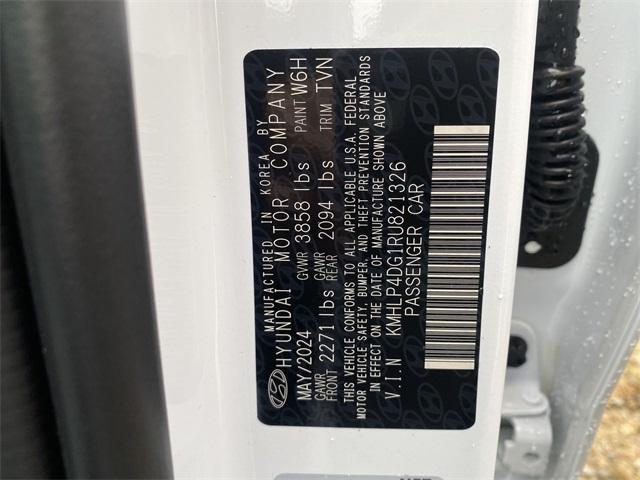 MANUFACTURED IN KOREA BY
HYUNDAI MOTOR COMPANY
MAY/2024 GVWR 3858 lbs PAINT W6H
GAWR FRONT 2271 lbs GAWR REAR 2094 lbs TRIM TVN
THIS VEHICLE CONFORMS TO ALL APPLICABLE U.S.A. FEDERAL
MOTOR VEHICLE SAFETY, BUMPER, AND THEFT PREVENTION STANDARDS
IN EFFECT ON THE DATE OF MANUFACTURE SHOWN ABOVE
V.I.N KMHLP4DG1RU821326
PASSENGER CAR